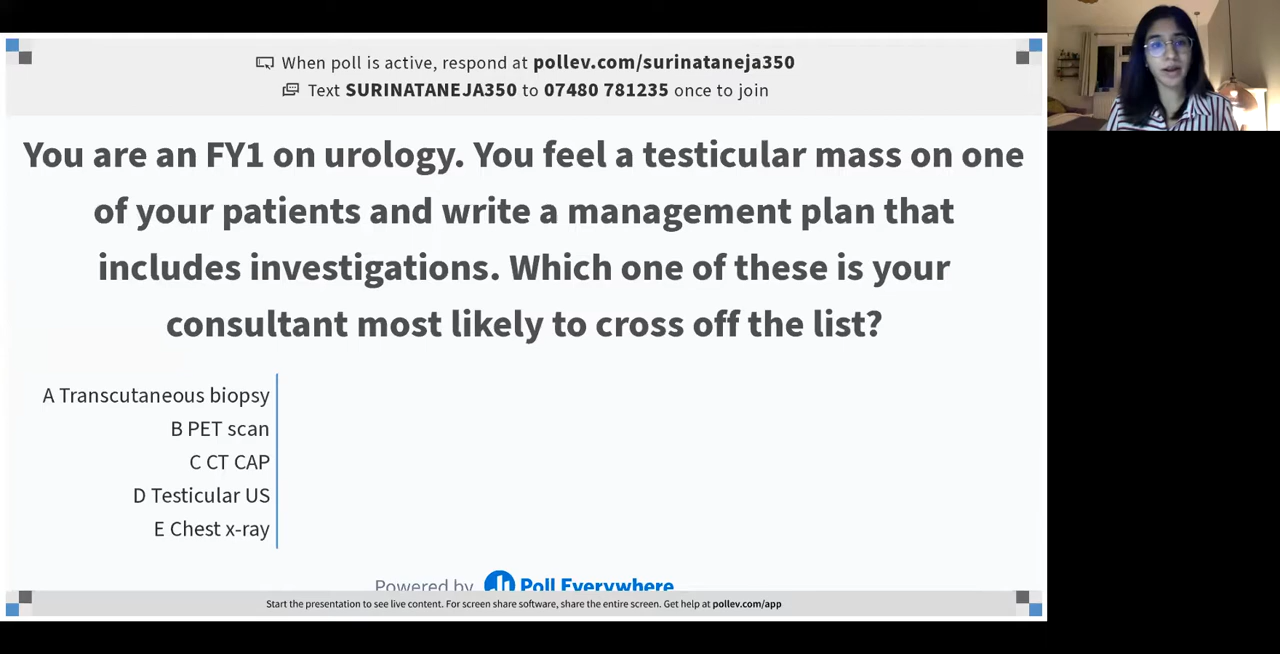 When poll is active, respond at pollev.com/surinataneja350
Text SURINATANEJA350 to 07480 781235 once to join
You are an FY1 on urology. You feel a testicular mass on one
of your patients and write a management plan that
includes investigations. Which one of these is your
consultant most likely to cross off the list?
A Transcutaneous biopsy
B PET scan
C CT CAP
D Testicular US
E Chest x-ray
Powered by Poll Everywhere
Start the presentation to see live content. For screen share software, share the entire screen. Get help at pollev.com/app